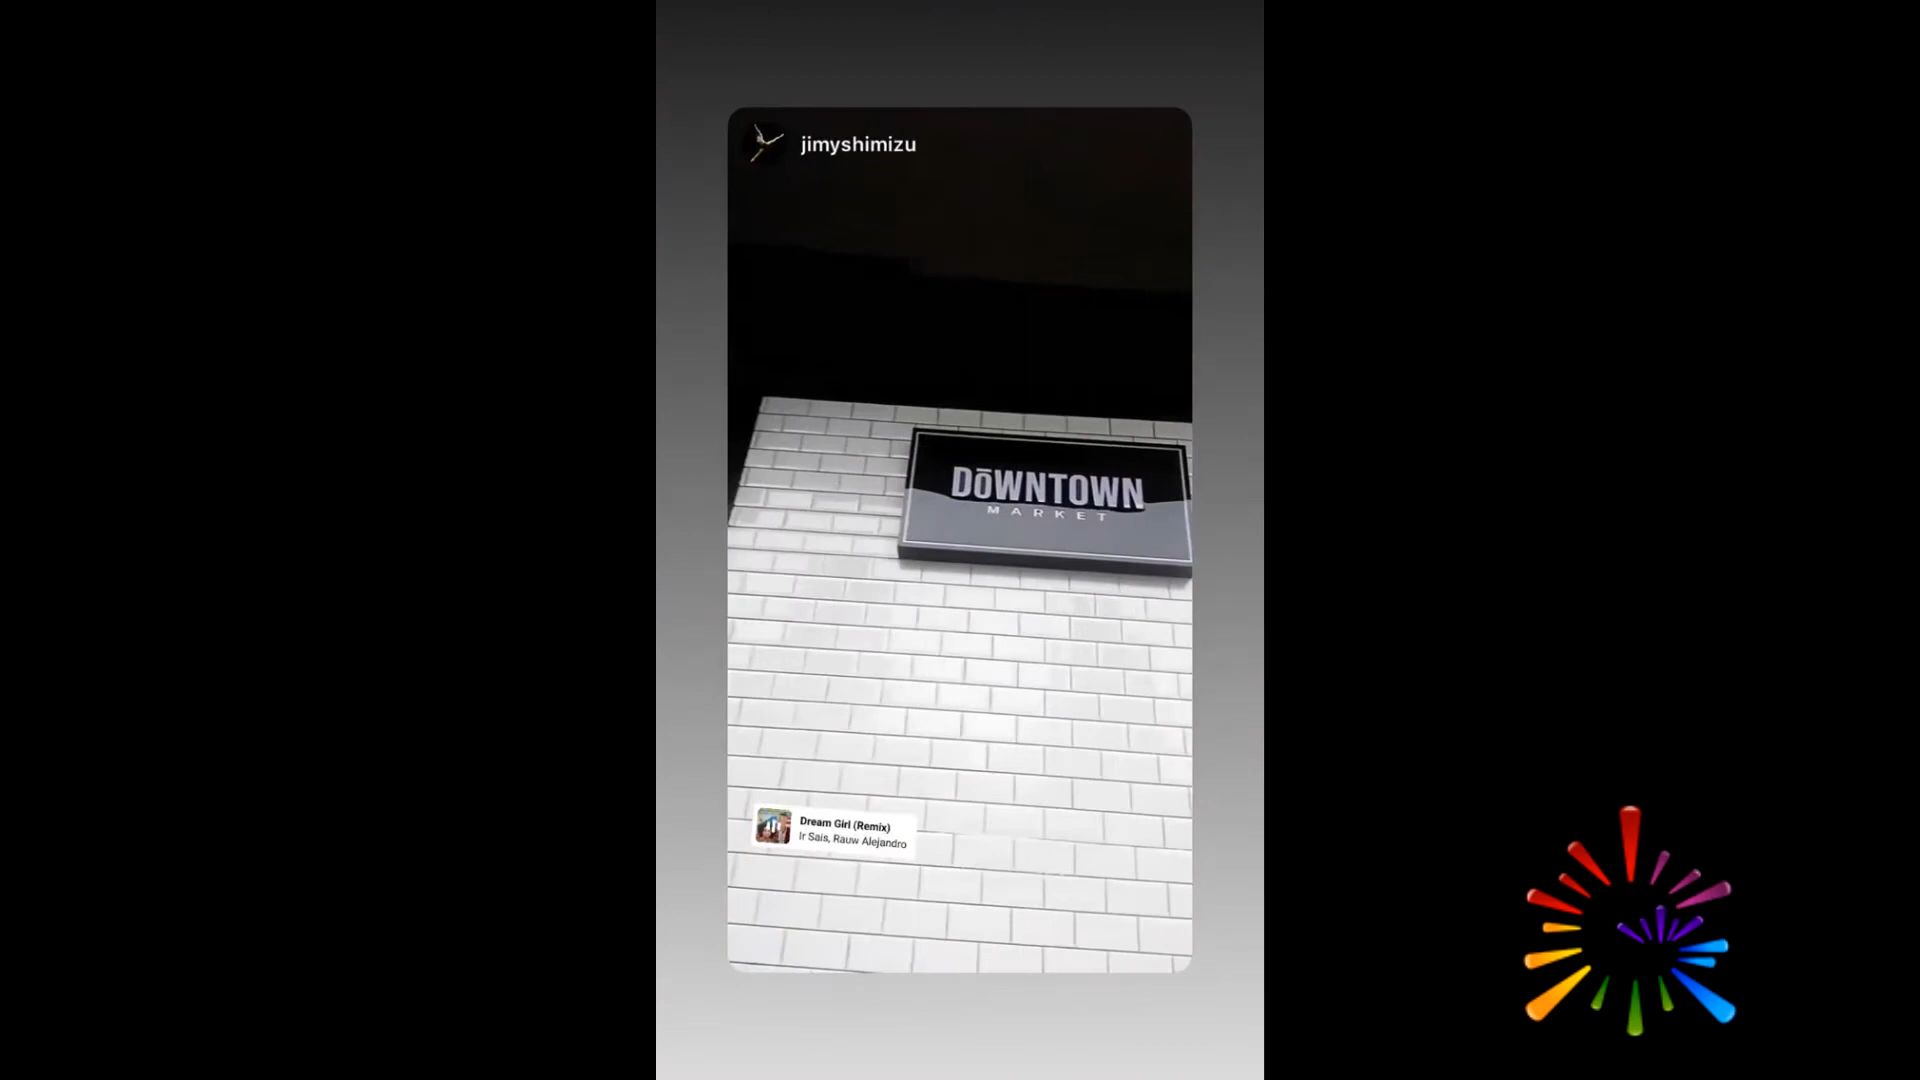 jimyshimizu
DōWNTOWN
MARKET
Dream Girl (Remix)
Ir Sais, Rauw Alejandro